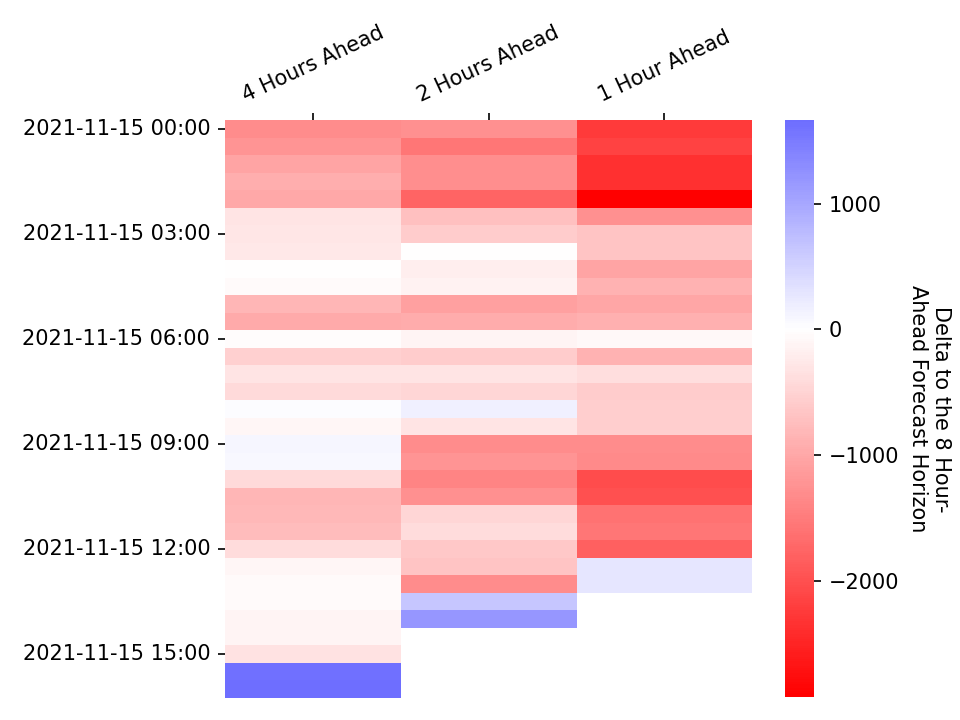 4 Hours Ahead
2 Hours Ahead
1 Hour Ahead
2021-11-15 00:00
2021-11-15 03:00
2021-11-15 06:00
2021-11-15 09:00
2021-11-15 12:00
2021-11-15 15:00
1000
0
−1000
−2000
Delta to the 8 Hour-
Ahead Forecast Horizon